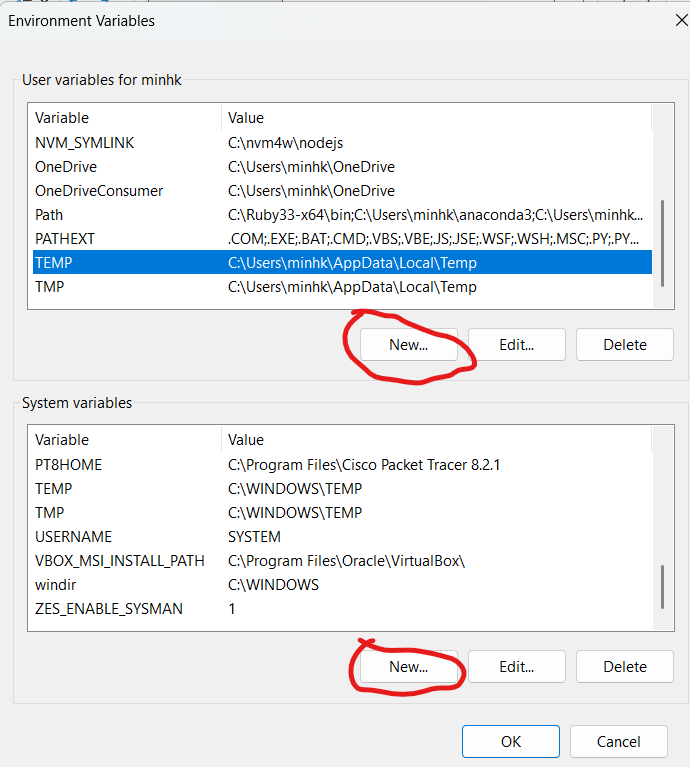 Environment Variables
User variables for minhk
Variable Value
NVM_SYMLINK C:\nvm4w\nodejs
OneDrive C:\Users\minhk\OneDrive
OneDriveConsumer C:\Users\minhk\OneDrive
Path C:\Ruby33-x64\bin;C:\Users\minhk\anaconda3;C:\Users\minhk...
PATHEXT .COM;.EXE;.BAT;.CMD;.VBS;.VBE;.JS;.JSE;.WSF;.WSH;.MSC;.PY;.PY...
TEMP C:\Users\minhk\AppData\Local\Temp
TMP C:\Users\minhk\AppData\Local\Temp
New... Edit... Delete
System variables
Variable Value
PT8HOME C:\Program Files\Cisco Packet Tracer 8.2.1
TEMP C:\WINDOWS\TEMP
TMP C:\WINDOWS\TEMP
USERNAME SYSTEM
VBOX_MSI_INSTALL_PATH C:\Program Files\Oracle\VirtualBox\
windir C:\WINDOWS
ZES_ENABLE_SYSMAN 1
New... Edit... Delete
OK Cancel